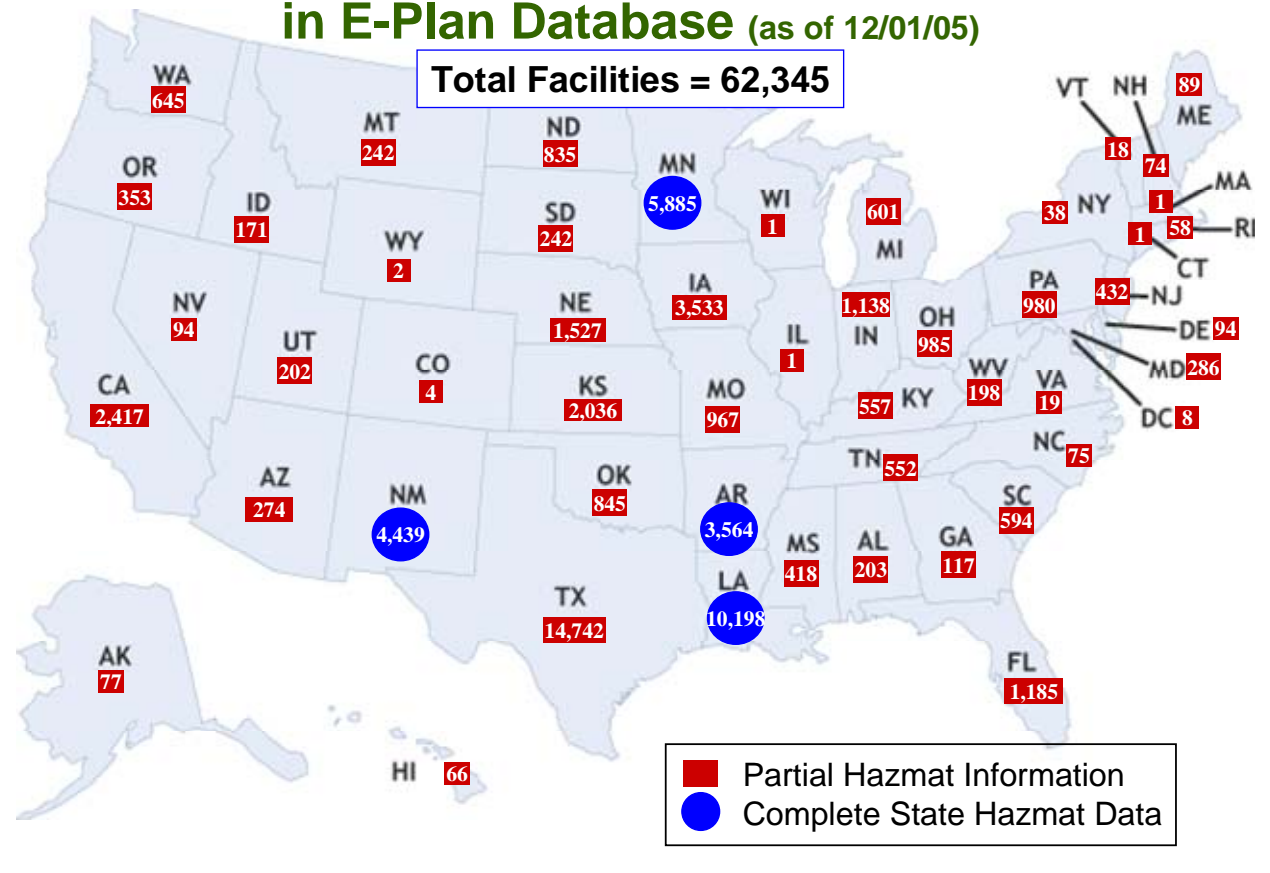 in E-Plan Database (as of 12/01/05)
Total Facilities = 62,345
WA
645
OR
353
ID
171
MT
242
WY
2
NV
94
UT
202
CO
4
CA
2,417
AZ
274
NM
4,439
ND
835
SD
242
NE
1,527
KS
2,036
OK
845
TX
14,742
MN
5,885
IA
3,533
MO
967
AR
3,564
LA
10,198
WI
1
IL
1
601
MI
1,138
IN
OH
985
557 KY
TN 552
MS
418
AL
203
GA
117
FL
1,185
SC
594
NC 75
WV
198
VA
19
PA
980
38 NY
VT
18
NH
74
89
ME
MA
1
58 RI
1
CT
432 NJ
DE 94
MD 286
DC 8
AK
77
HI 66
Partial Hazmat Information
Complete State Hazmat Data